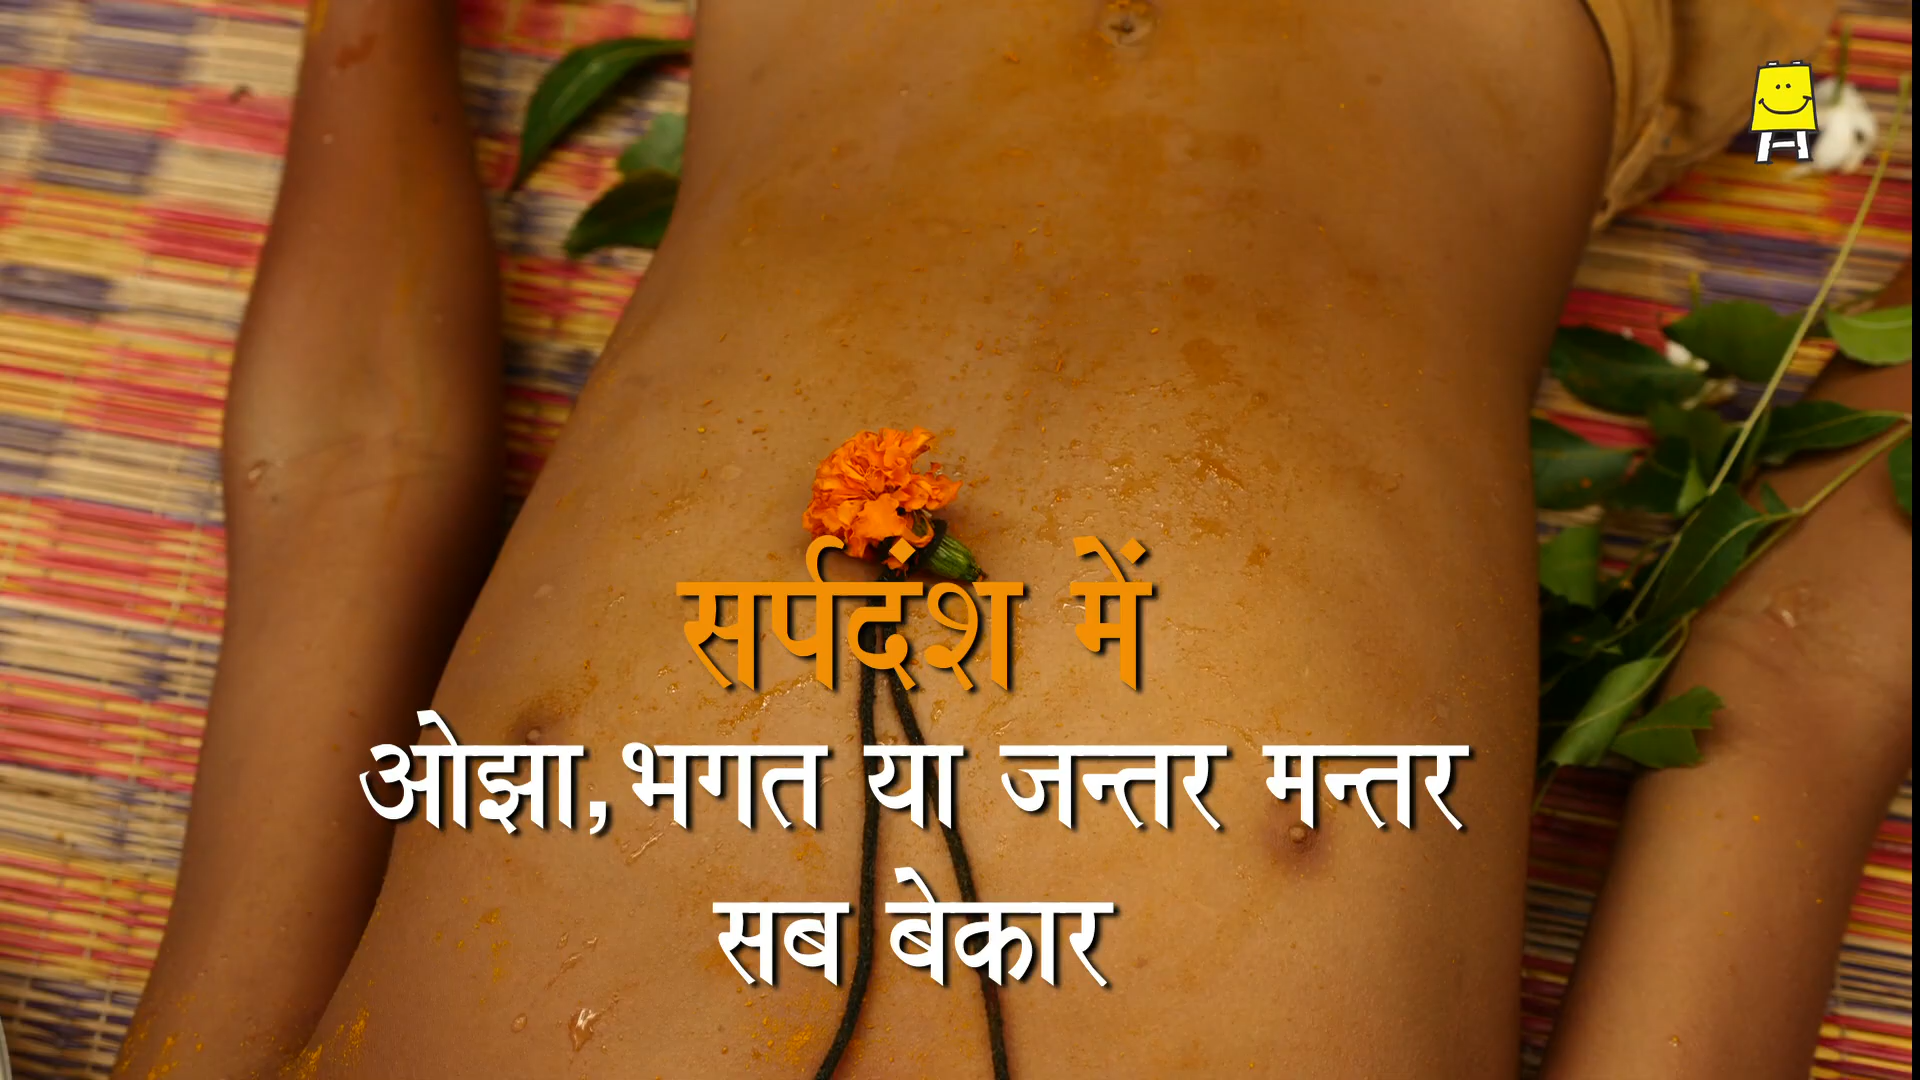 सर्पदंश में
ओझा,भगत या जन्तर मन्तर
सब बेकार